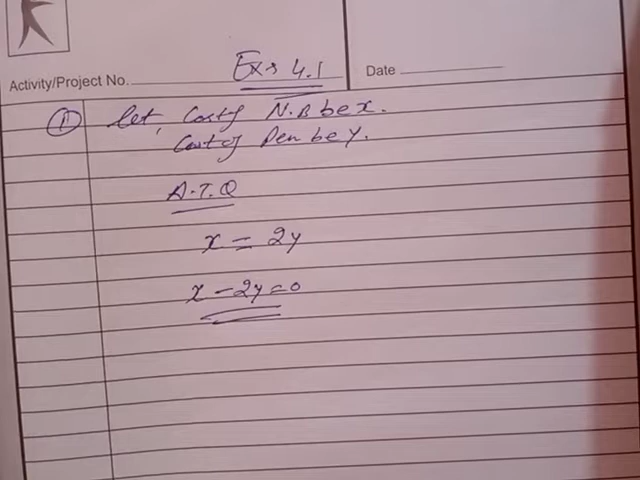 Ex:- 4.1
Activity/Project No.
Date
① Let, Cost of N.B be x.
Cost of Pen be y.
A.T.Q
x = 2y
x - 2y = 0